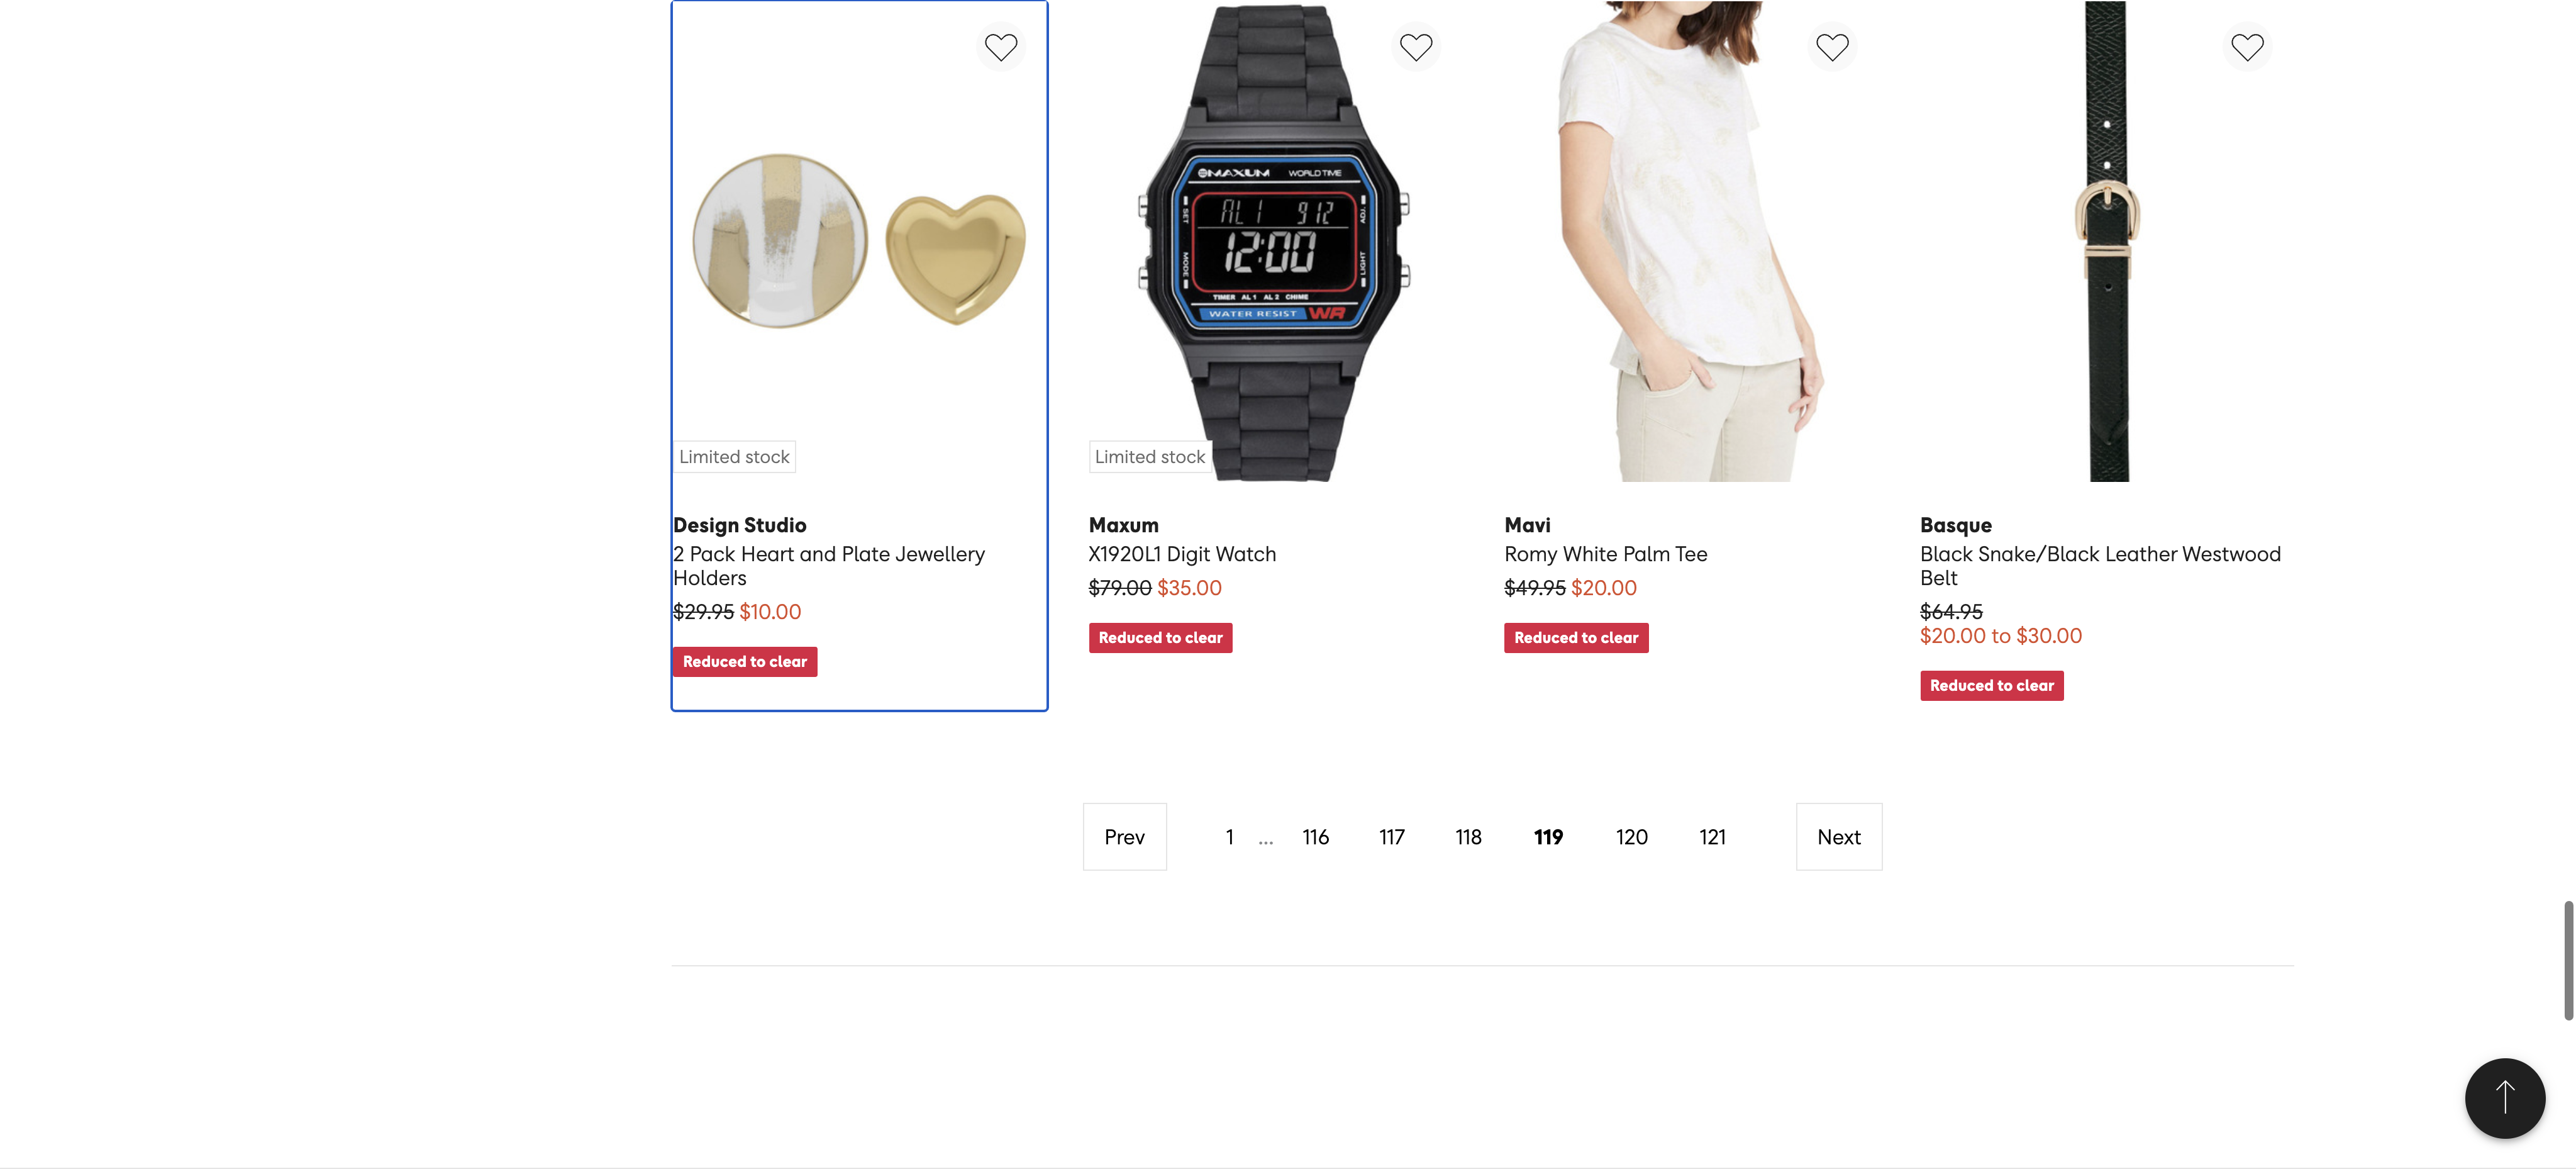 MAXUM WORLD TIME
SET
ADJ.
AL1 9 12
12:00
MODE
LIGHT
TIMER AL 1 AL 2 CHIME
WATER RESIST WR
Limited stock
Limited stock
Design Studio
2 Pack Heart and Plate Jewellery
Holders
$29.95 $10.00
Reduced to clear
Maxum
X1920L1 Digit Watch
$79.00 $35.00
Reduced to clear
Mavi
Romy White Palm Tee
$49.95 $20.00
Reduced to clear
Basque
Black Snake/Black Leather Westwood
Belt
$64.95
$20.00 to $30.00
Reduced to clear
Prev 1 ... 116 117 118 119 120 121 Next